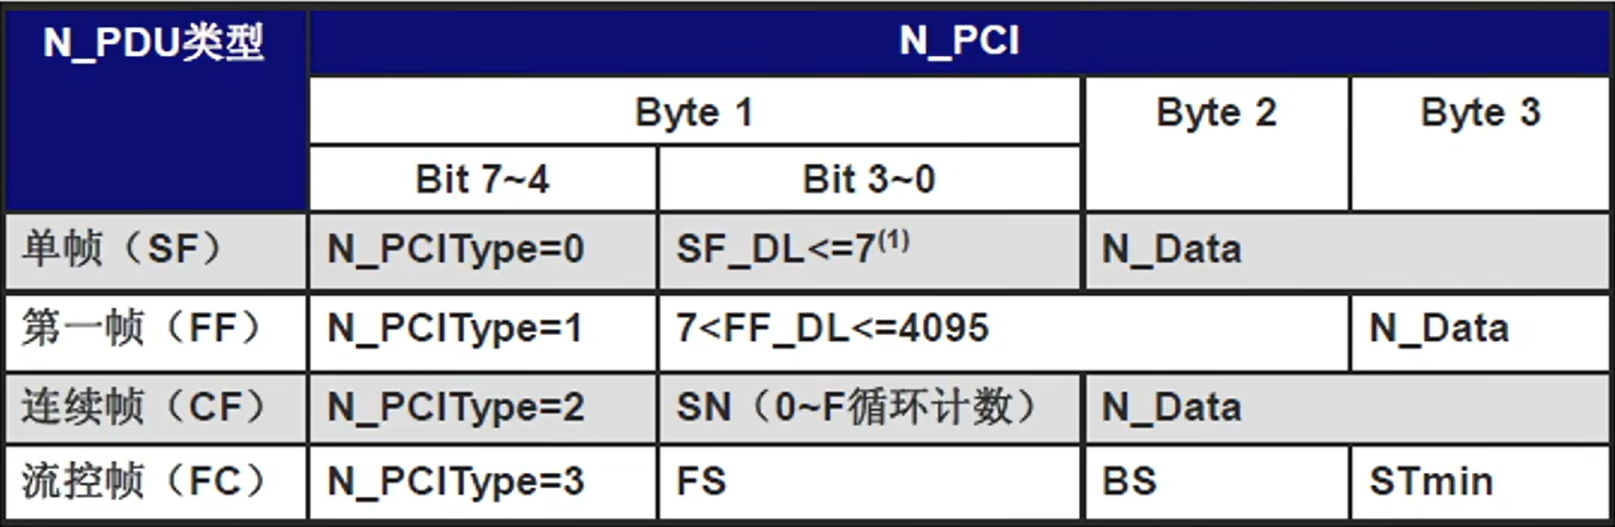 N_PDU类型 N_PCI
Byte 1 Byte 2 Byte 3
Bit 7~4 Bit 3~0
单帧（SF） N_PCIType=0 SF_DL<=7(1) N_Data
第一帧（FF） N_PCIType=1 7<FF_DL<=4095 N_Data
连续帧（CF） N_PCIType=2 SN（0~F循环计数） N_Data
流控帧（FC） N_PCIType=3 FS BS STmin